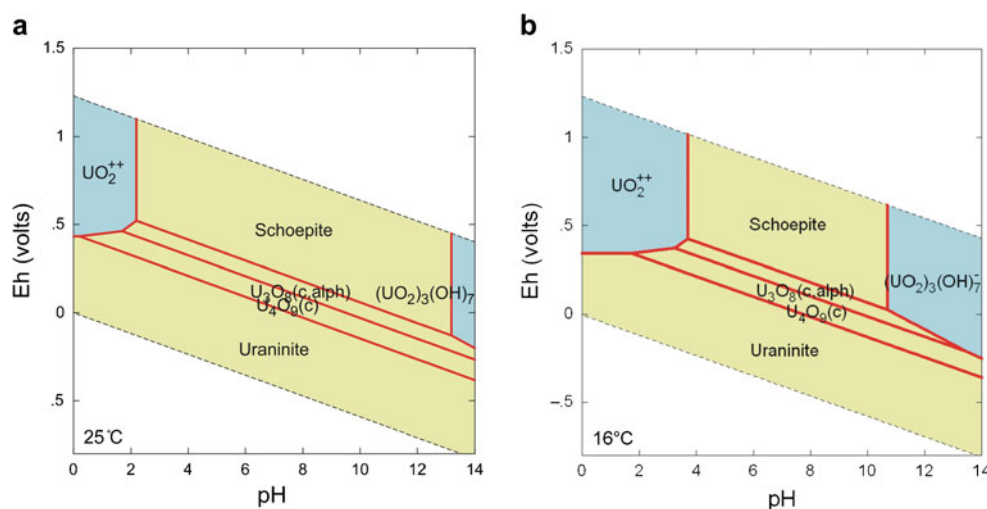 a
1.5
1
.5
0
.5
Eh (volts)
UO₂⁺⁺
Schoepite
(UO₂)₃(OH)₇
U₃O₈(c,alph)
U₄O₉(c)
Uraninite
25°C
0 2 4 6 8 10 12 14
pH
b
1.5
1
.5
0
–.5
Eh (volts)
UO₂⁺⁺
Schoepite
(UO₂)₃(OH)₇⁻
U₃O₈(c,alph)
U₄O₉(c)
Uraninite
16°C
0 2 4 6 8 10 12 14
pH